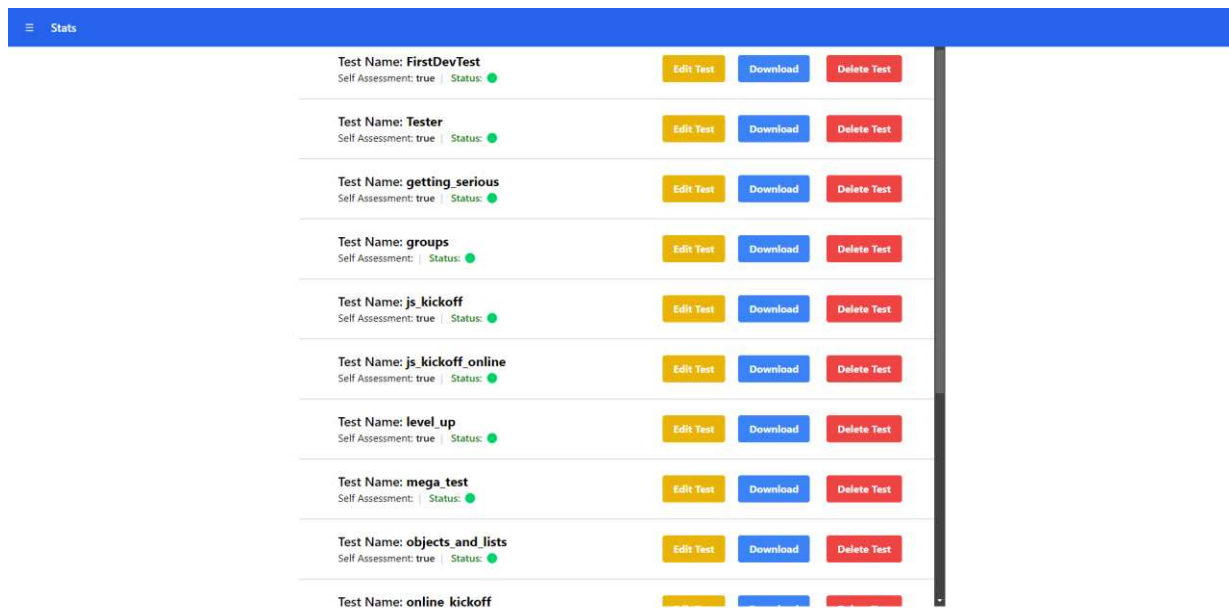 ☰ Stats
Test Name: FirstDevTest
Self Assessment: true | Status:
Edit Test Download Delete Test
Test Name: Tester
Self Assessment: true | Status:
Edit Test Download Delete Test
Test Name: getting_serious
Self Assessment: true | Status:
Edit Test Download Delete Test
Test Name: groups
Self Assessment: | Status:
Edit Test Download Delete Test
Test Name: js_kickoff
Self Assessment: true | Status:
Edit Test Download Delete Test
Test Name: js_kickoff_online
Self Assessment: true | Status:
Edit Test Download Delete Test
Test Name: level_up
Self Assessment: true | Status:
Edit Test Download Delete Test
Test Name: mega_test
Self Assessment: | Status:
Edit Test Download Delete Test
Test Name: objects_and_lists
Self Assessment: true | Status:
Edit Test Download Delete Test
Test Name: online_kickoff